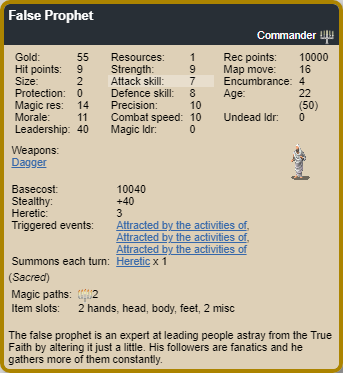 False Prophet
Commander
Gold: 55 Resources: 1 Rec points: 10000
Hit points: 9 Strength: 9 Map move: 16
Size: 2 Attack skill: 7 Encumbrance: 4
Protection: 0 Defence skill: 8 Age: 22
Magic res: 14 Precision: 10 (50)
Morale: 11 Combat speed: 10 Undead ldr: 0
Leadership: 40 Magic ldr: 0
Weapons:
Dagger
Basecost: 10040
Stealthy: +40
Heretic: 3
Triggered events: Attracted by the activities of,
Attracted by the activities of,
Attracted by the activities of
Summons each turn: Heretic x 1
(Sacred)
Magic paths: 2
Item slots: 2 hands, head, body, feet, 2 misc
The false prophet is an expert at leading people astray from the True
Faith by altering it just a little. His followers are fanatics and he
gathers more of them constantly.